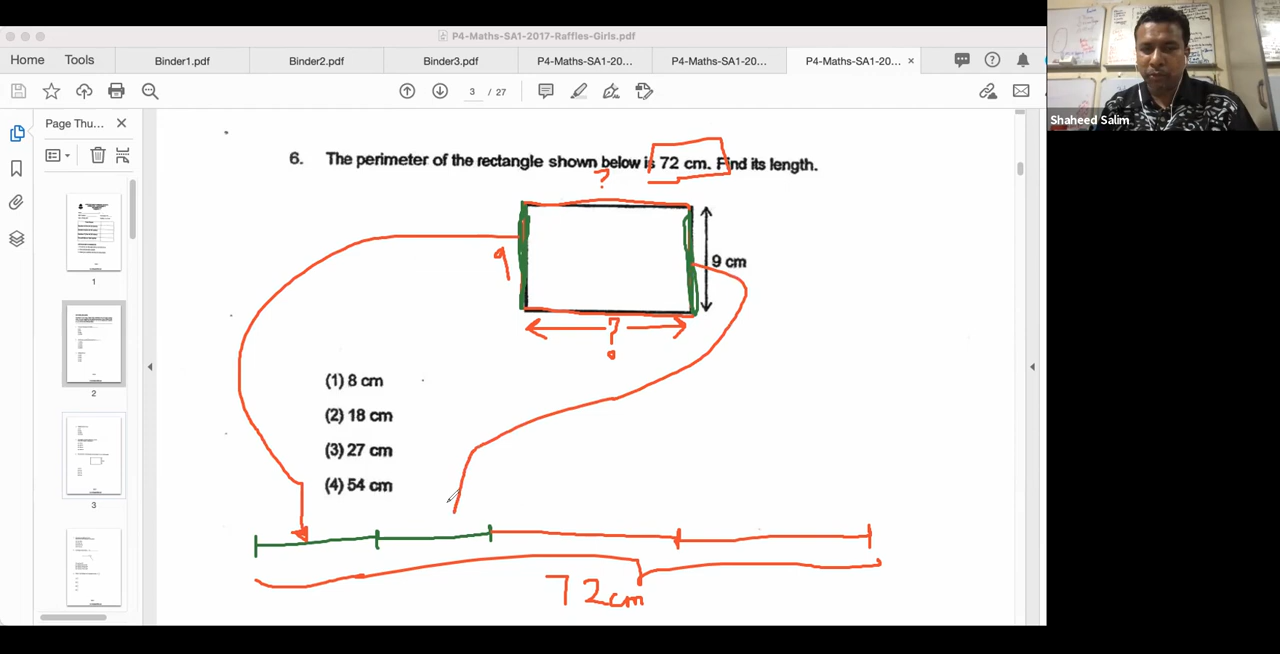 P4-Maths-SA1-2017-Raffles-Girls.pdf
Home Tools Binder1.pdf Binder2.pdf Binder3.pdf P4-Maths-SA1-20... P4-Maths-SA1-20... P4-Maths-SA1-20... ×
3 / 27
Shaheed Salim
Page Thu...
1
2
3
6. The perimeter of the rectangle shown below is 72 cm. Find its length.
?
9
9 cm
?
(1) 8 cm
(2) 18 cm
(3) 27 cm
(4) 54 cm
72cm